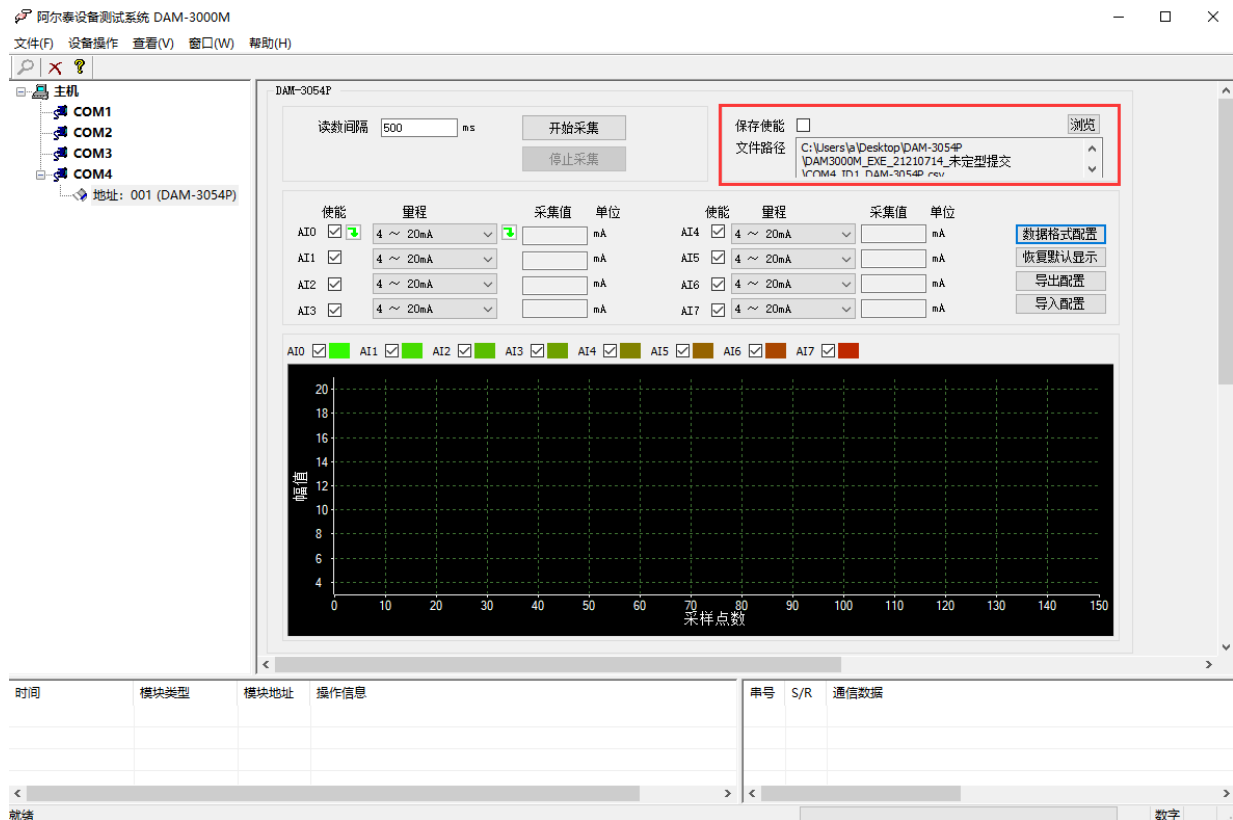 阿尔泰设备测试系统 DAM-3000M
文件(F) 设备操作 查看(V) 窗口(W) 帮助(H)
主机
COM1
COM2
COM3
COM4
地址：001 (DAM-3054P)
DAM-3054P
读数间隔 500 ms 开始采集
停止采集
保存使能 浏览
文件路径 C:\Users\a\Desktop\DAM-3054P
\DAM3000M_EXE_21210714_未定型提交
\COM4_ID1_DAM-3054P.csv
使能 量程 采集值 单位 使能 量程 采集值 单位
AI0 4 ～ 20mA mA AI4 4 ～ 20mA mA 数据格式配置
AI1 4 ～ 20mA mA AI5 4 ～ 20mA mA 恢复默认显示
AI2 4 ～ 20mA mA AI6 4 ～ 20mA mA 导出配置
AI3 4 ～ 20mA mA AI7 4 ～ 20mA mA 导入配置
AI0 AI1 AI2 AI3 AI4 AI5 AI6 AI7
20
18
16
14
12
10
8
6
4
幅值
0 10 20 30 40 50 60 70 80 90 100 110 120 130 140 150
采样点数
时间 模块类型 模块地址 操作信息
串号 S/R 通信数据
就绪 数字